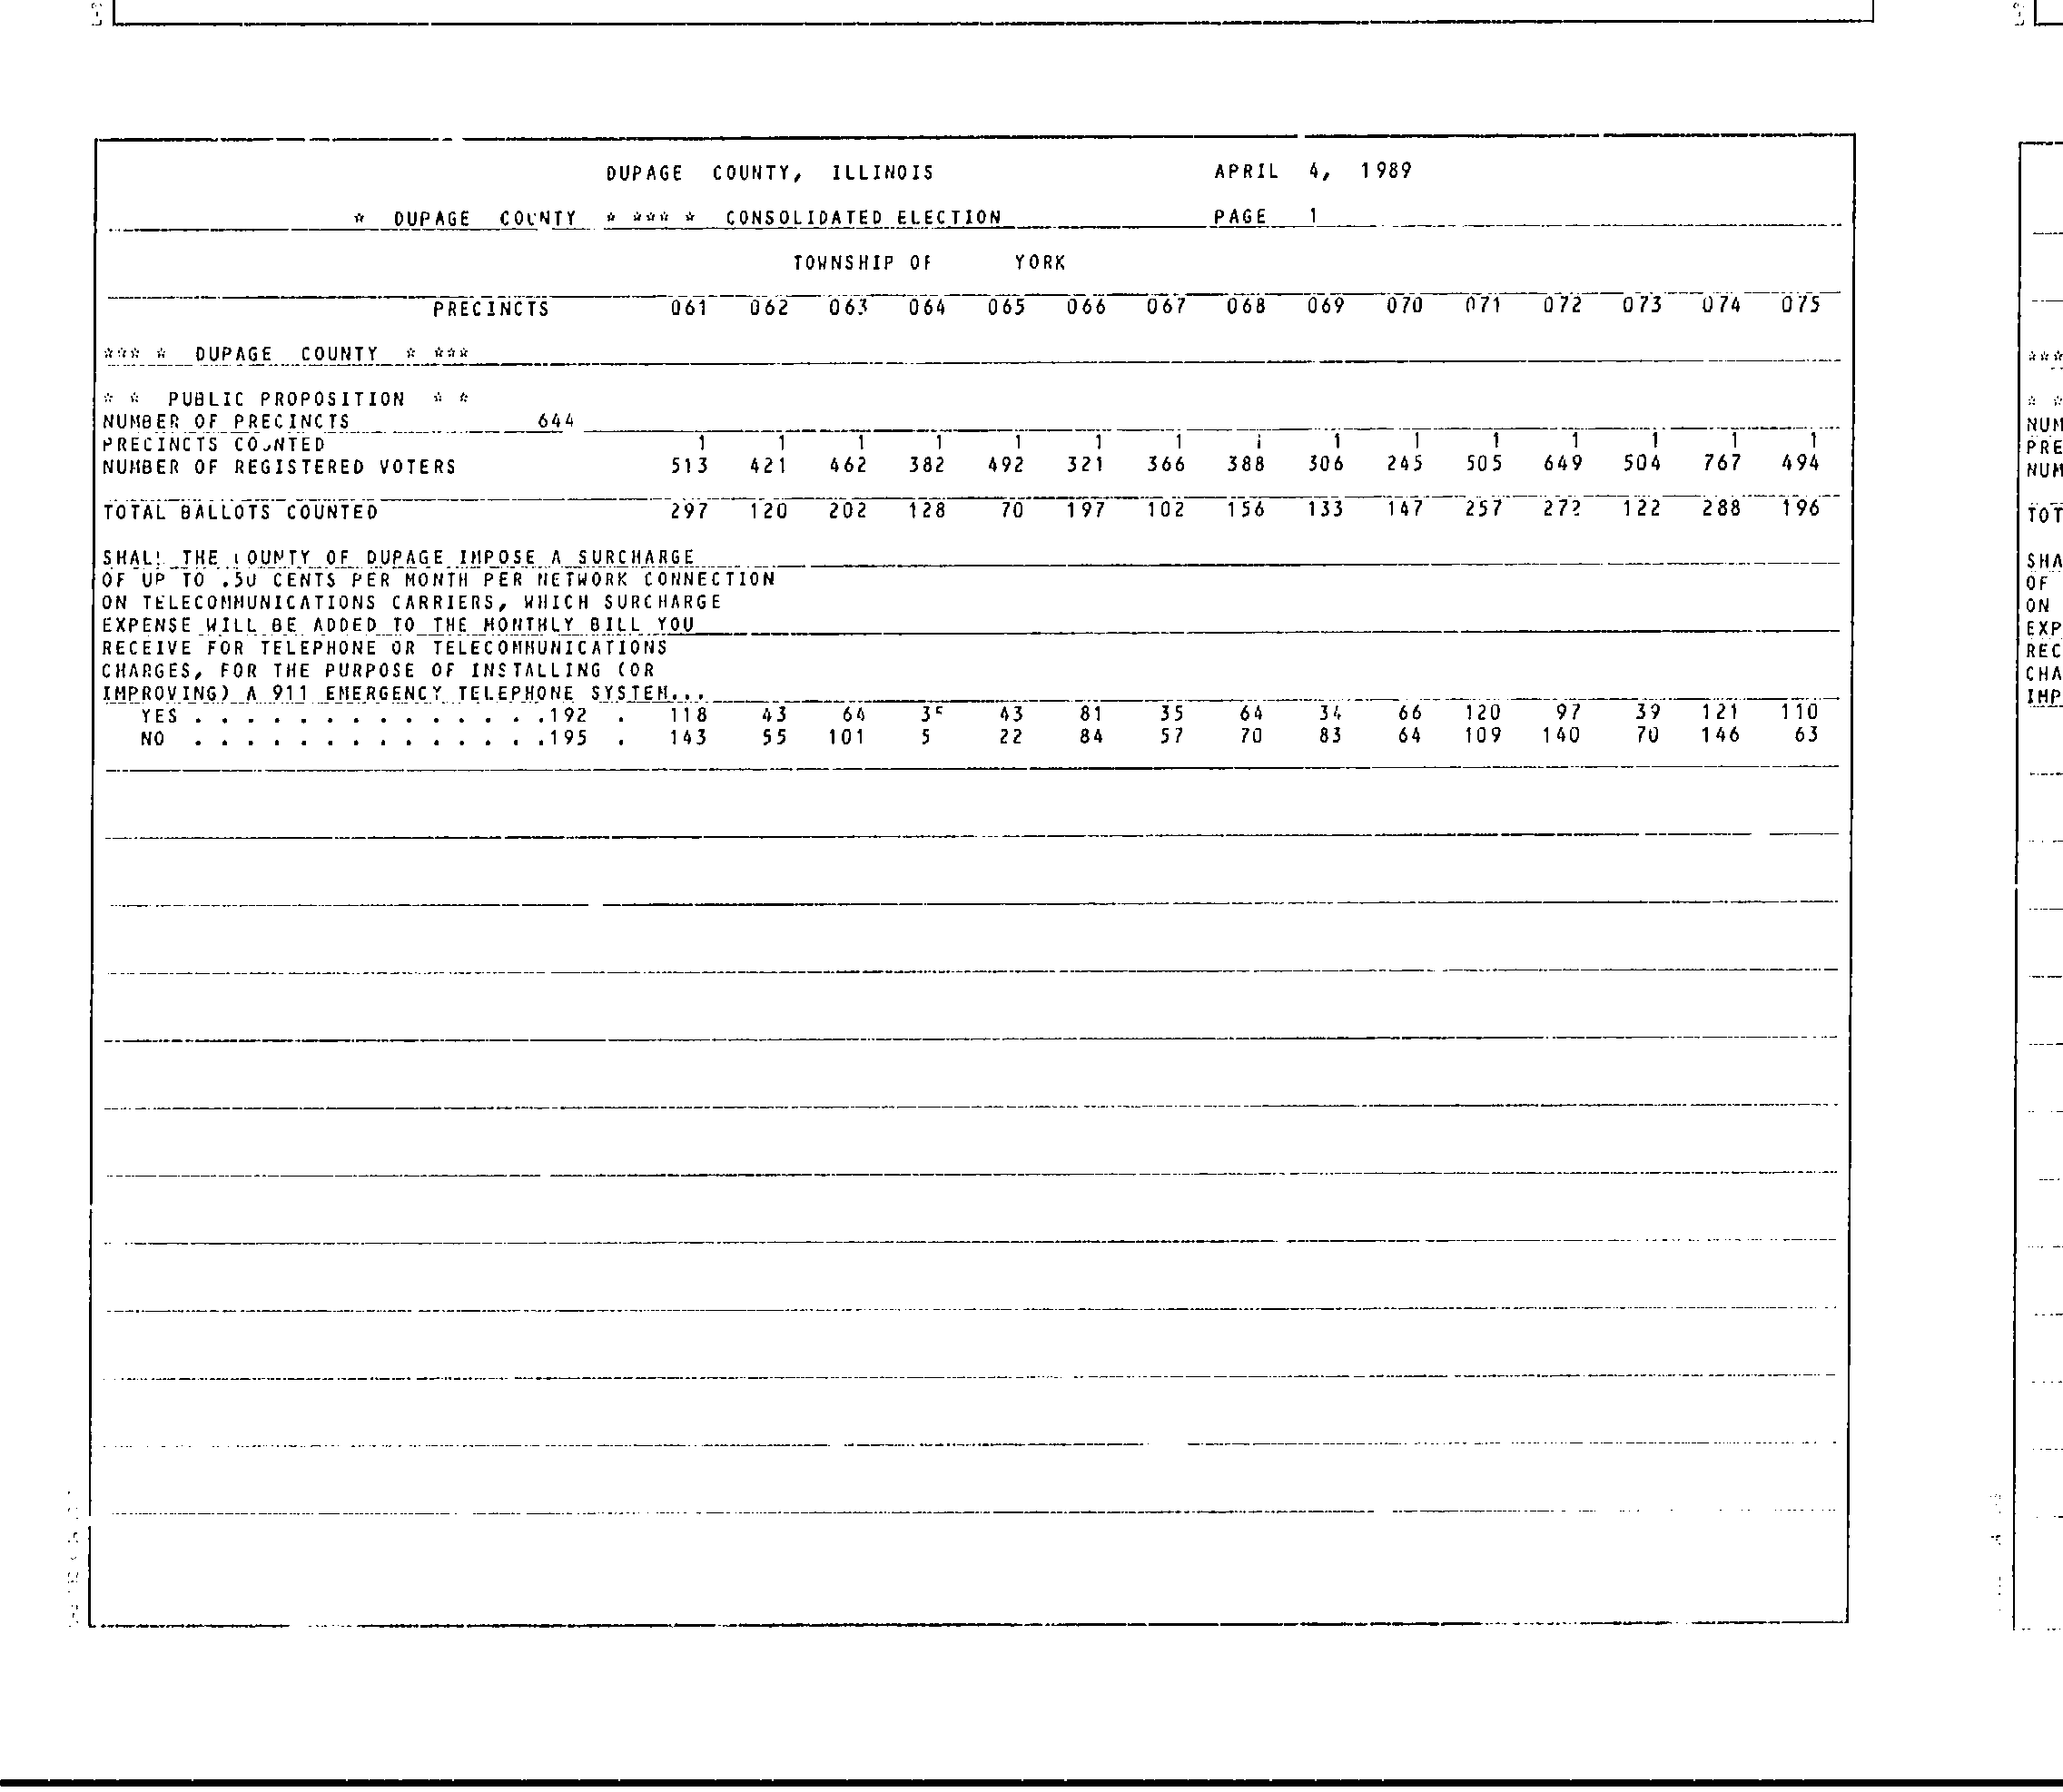 DUPAGE COUNTY, ILLINOIS APRIL 4, 1989
* DUPAGE COUNTY * *** * CONSOLIDATED ELECTION PAGE 1
TOWNSHIP OF YORK
PRECINCTS 061 062 063 064 065 066 067 068 069 070 071 072 073 074 075
*** * DUPAGE COUNTY * ***
* * PUBLIC PROPOSITION * *
NUMBER OF PRECINCTS 644
PRECINCTS COUNTED 1 1 1 1 1 1 1 1 1 1 1 1 1 1 1
NUMBER OF REGISTERED VOTERS 513 421 462 382 492 321 366 388 306 245 505 649 504 767 494
TOTAL BALLOTS COUNTED 297 120 202 128 70 197 102 156 133 147 257 272 122 288 196
SHALL THE COUNTY OF DUPAGE IMPOSE A SURCHARGE
OF UP TO .50 CENTS PER MONTH PER NETWORK CONNECTION
ON TELECOMMUNICATIONS CARRIERS, WHICH SURCHARGE
EXPENSE WILL BE ADDED TO THE MONTHLY BILL YOU
RECEIVE FOR TELEPHONE OR TELECOMMUNICATIONS
CHARGES, FOR THE PURPOSE OF INSTALLING (OR
IMPROVING) A 911 EMERGENCY TELEPHONE SYSTEM...
YES . . . . . . . . . . . . . . .192 . 118 43 64 43 81 35 64 34 66 120 97 39 121 110
NO . . . . . . . . . . . . . . .195 . 143 55 101 22 84 57 70 83 64 109 140 70 146 63
***
* *
NUM
PRE
NUM
TOT
SHA
OF
ON
EXP
REC
CHA
IMP